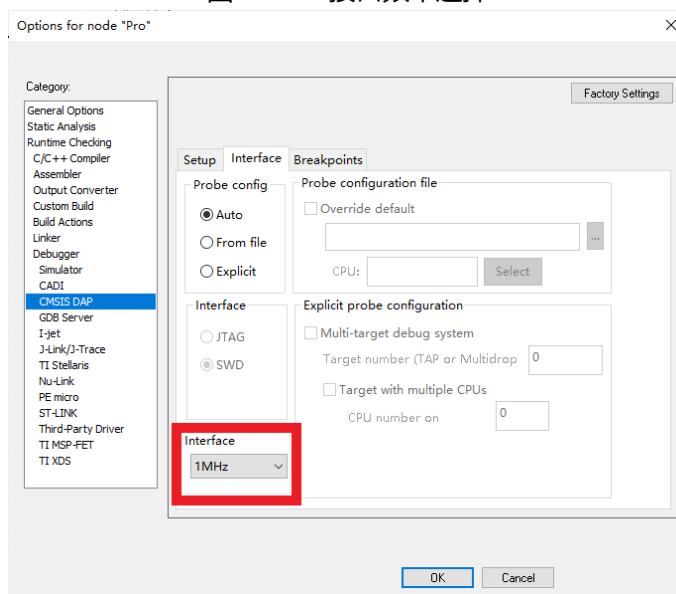 Options for node "Pro"
Category:
Factory Settings
General Options
Static Analysis
Runtime Checking
C/C++ Compiler
Assembler
Output Converter
Custom Build
Build Actions
Linker
Debugger
Simulator
CADI
CMSIS DAP
GDB Server
I-jet
J-Link/J-Trace
TI Stellaris
Nu-Link
PE micro
ST-LINK
Third-Party Driver
TI MSP-FET
TI XDS
Setup Interface Breakpoints
Probe config
Auto
From file
Explicit
Probe configuration file
Override default
...
CPU:
Select
Interface
JTAG
SWD
Explicit probe configuration
Multi-target debug system
Target number (TAP or Multidrop 0
Target with multiple CPUs
CPU number on 0
Interface
1MHz
OK Cancel